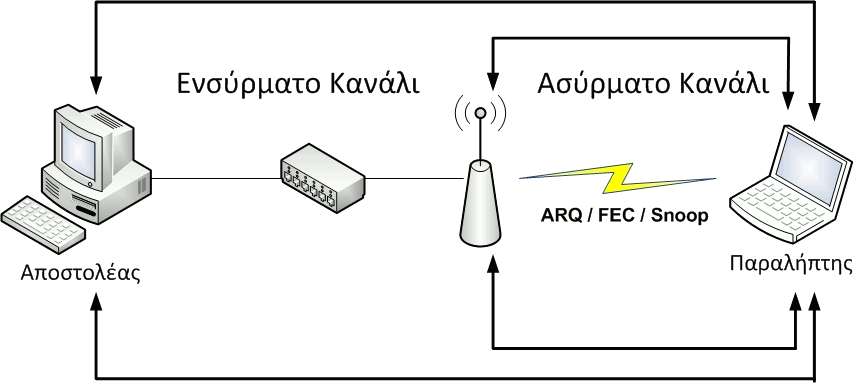 Ενσύρματο Κανάλι
Ασύρματο Κανάλι
ARQ / FEC / Snoop
Αποστολέας
Παραλήπτης